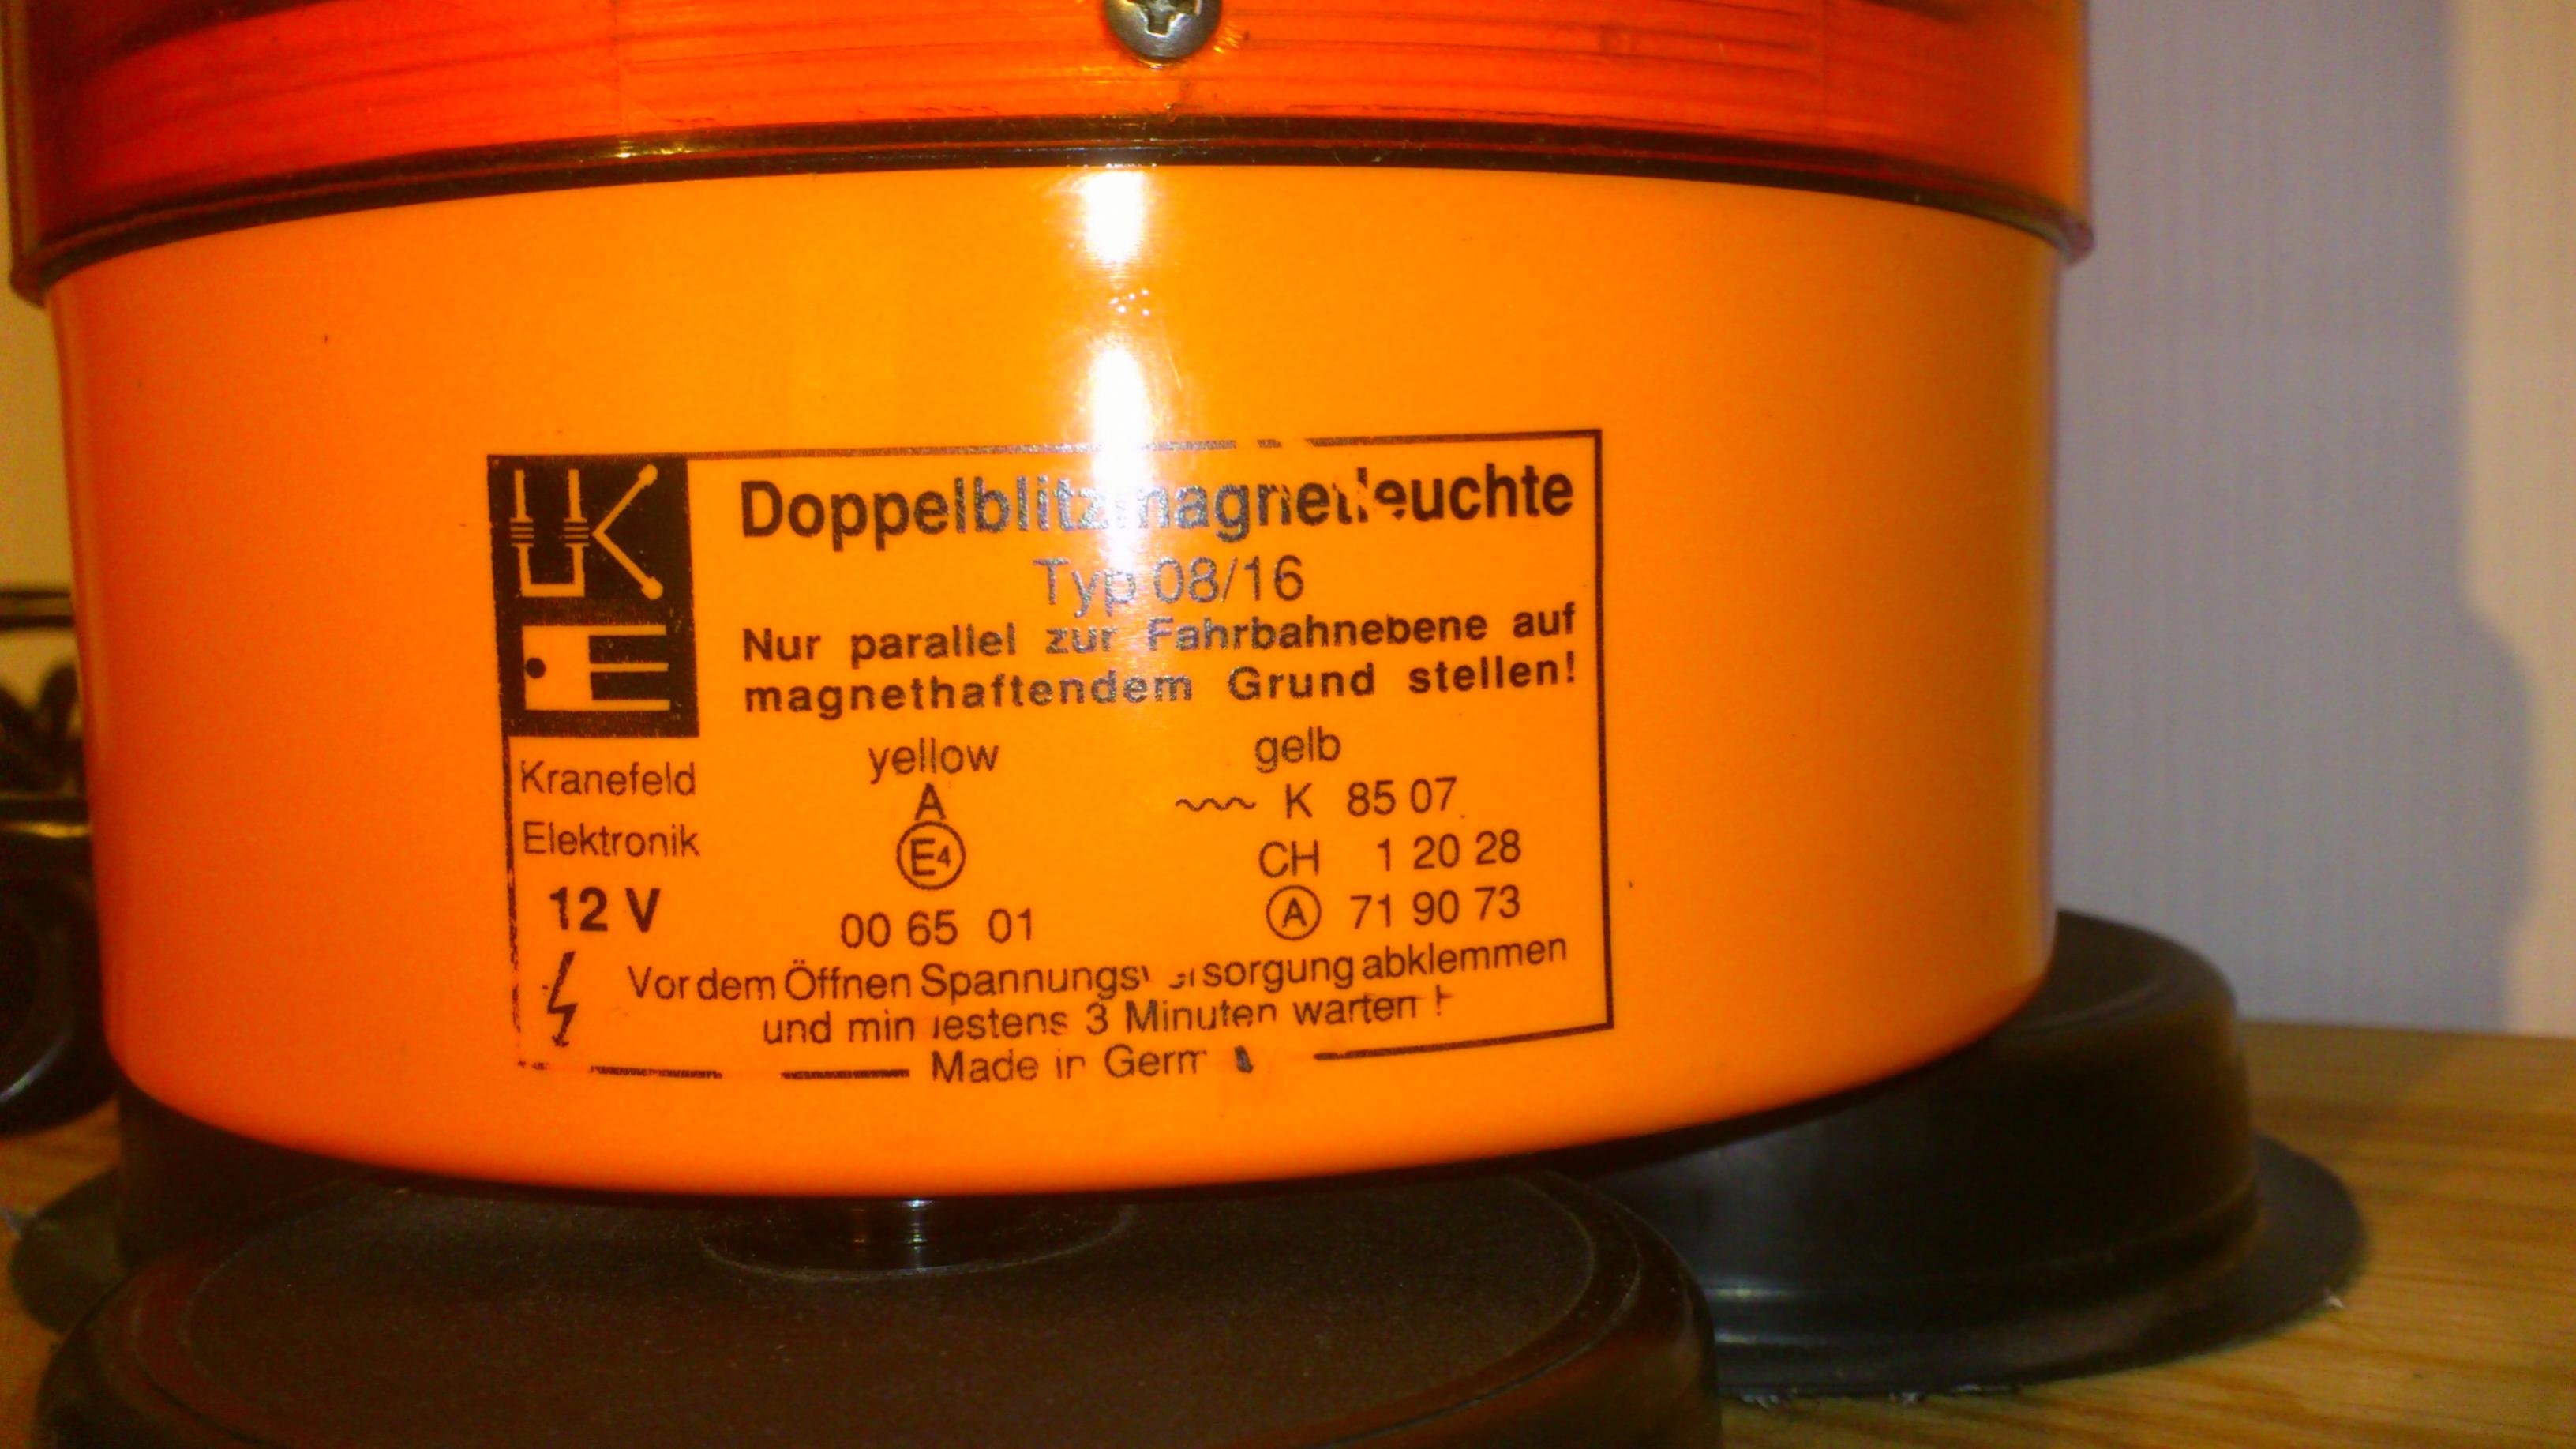 UKE
Doppelblitzmagnetleuchte
Typ 08/16
Nur parallel zur Fahrbahnebene auf
magnethaftendem Grund stellen!
Kranefeld
Elektronik
12 V
yellow
A
E4
00 65 01
gelb
K 85 07
CH 1 20 28
A 71 90 73
Vor dem Öffnen Spannungsversorgung abklemmen
und mindestens 3 Minuten warten !
Made in Germ